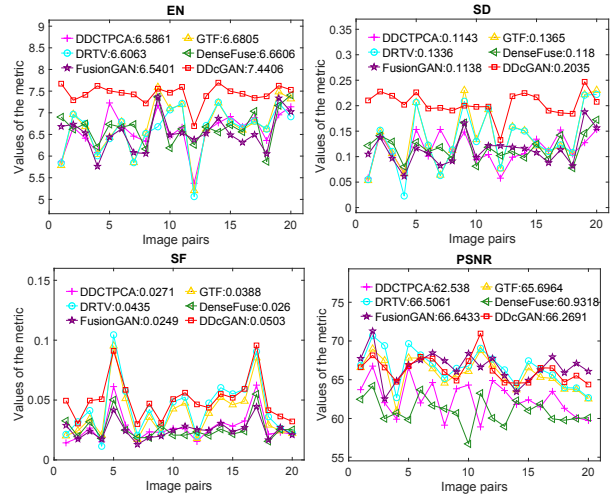 EN
DDCTPCA:6.5861
GTF:6.6805
DRTV:6.6063
DenseFuse:6.6606
FusionGAN:6.5401
DDcGAN:7.4406
Values of the metric
9
8.5
8
7.5
7
6.5
6
5.5
5
0 5 10 15 20
Image pairs
SD
DDCTPCA:0.1143
GTF:0.1365
DRTV:0.1336
DenseFuse:0.118
FusionGAN:0.1138
DDcGAN:0.2035
Values of the metric
0.35
0.3
0.25
0.2
0.15
0.1
0.05
0
0 5 10 15 20
Image pairs
SF
DDCTPCA:0.0271
GTF:0.0388
DRTV:0.0435
DenseFuse:0.026
FusionGAN:0.0249
DDcGAN:0.0503
Values of the metric
0.15
0.1
0.05
0
0 5 10 15 20
Image pairs
PSNR
DDCTPCA:62.538
GTF:65.6964
DRTV:66.5061
DenseFuse:60.9318
FusionGAN:66.6433
DDcGAN:66.2691
Values of the metric
80
75
70
65
60
55
0 5 10 15 20
Image pairs